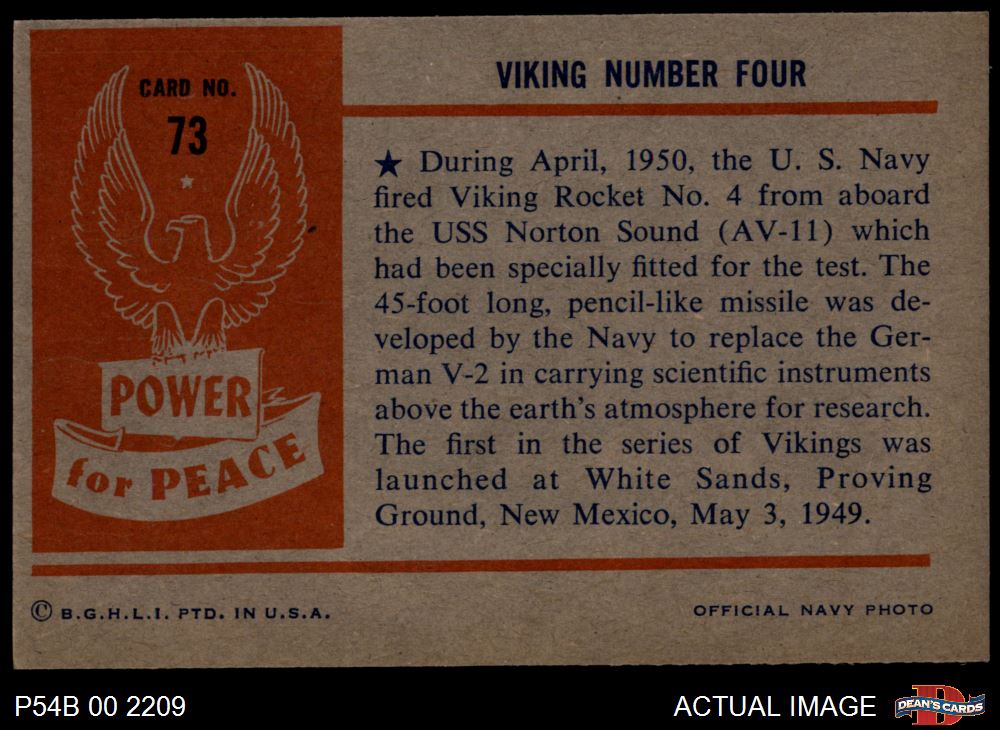 CARD NO.
73
POWER
for PEACE
VIKING NUMBER FOUR
★ During April, 1950, the U. S. Navy
fired Viking Rocket No. 4 from aboard
the USS Norton Sound (AV-11) which
had been specially fitted for the test. The
45-foot long, pencil-like missile was de-
veloped by the Navy to replace the Ger-
man V-2 in carrying scientific instruments
above the earth's atmosphere for research.
The first in the series of Vikings was
launched at White Sands, Proving
Ground, New Mexico, May 3, 1949.
© B.G.H.L.I. PTD. IN U.S.A.
OFFICIAL NAVY PHOTO
P54B 00 2209
ACTUAL IMAGE
DEAN'S CARDS